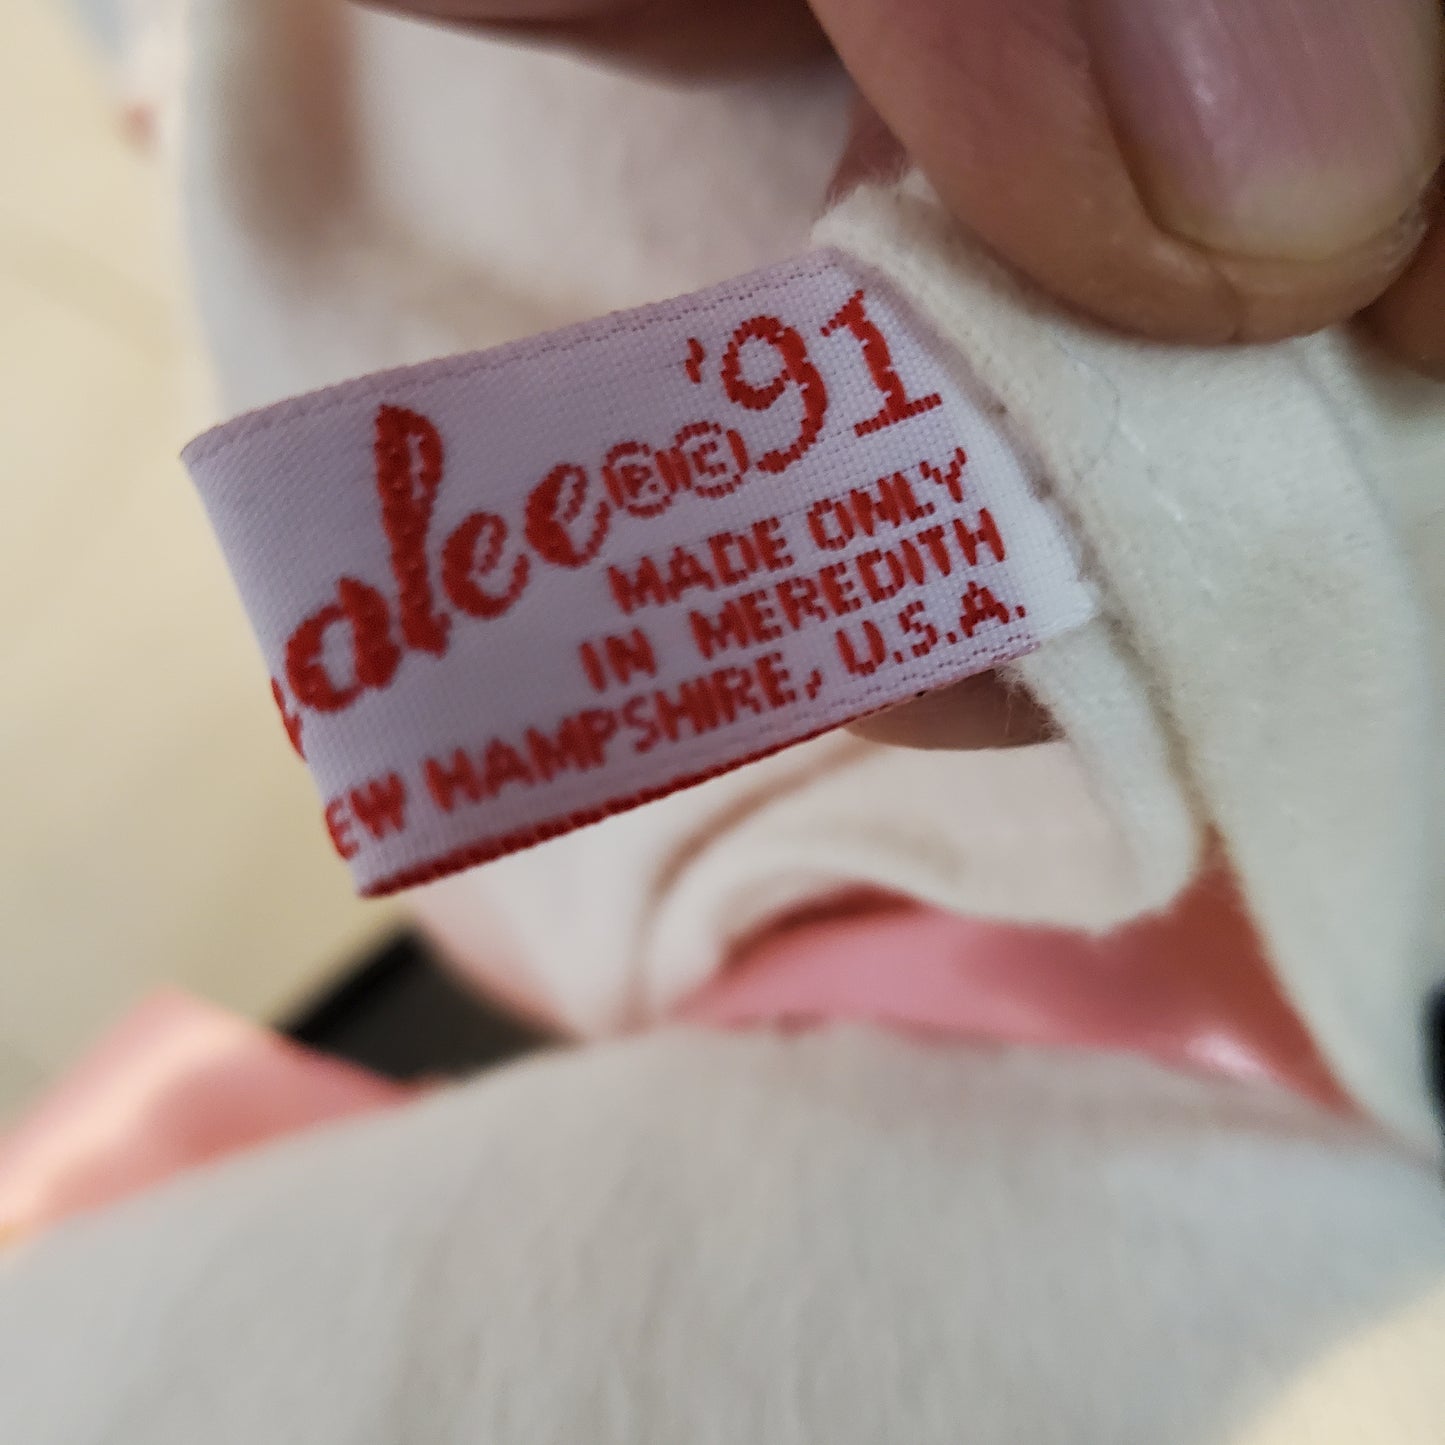 alee®© '91
MADE ONLY
IN MEREDITH
EW HAMPSHIRE, U.S.A.